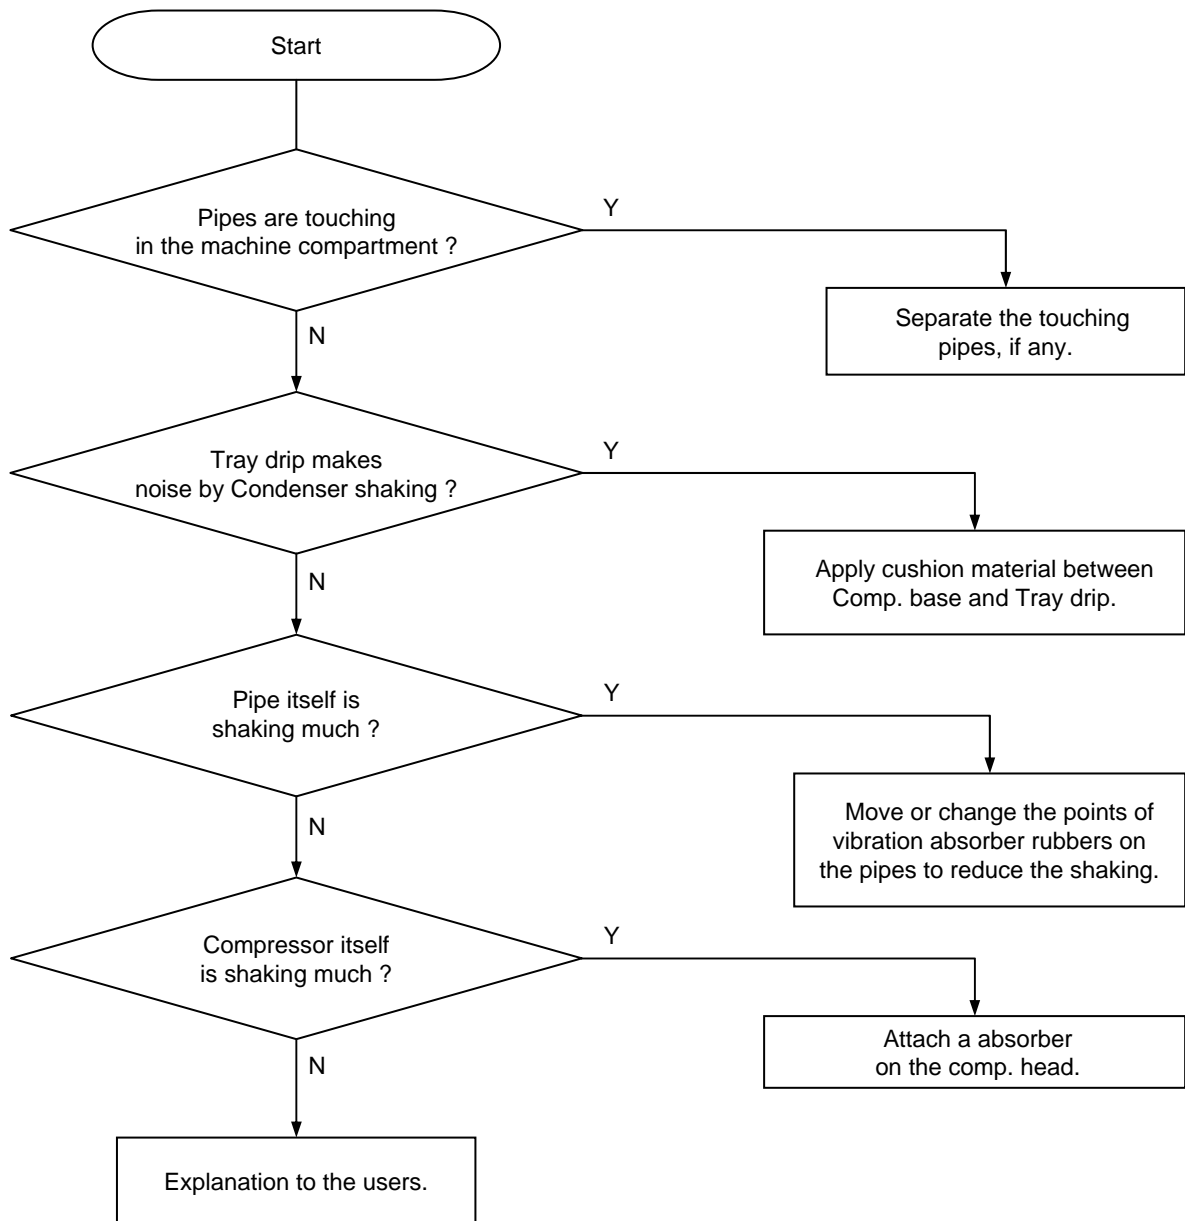 Start
Pipes are touching
in the machine compartment ?
Y
Separate the touching
pipes, if any.
N
Tray drip makes
noise by Condenser shaking ?
Y
Apply cushion material between
Comp. base and Tray drip.
N
Pipe itself is
shaking much ?
Y
Move or change the points of
vibration absorber rubbers on
the pipes to reduce the shaking.
N
Compressor itself
is shaking much ?
Y
Attach a absorber
on the comp. head.
N
Explanation to the users.